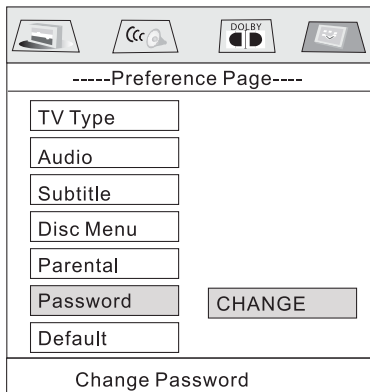 DOLBY
-----Preference Page----
TV Type
Audio
Subtitle
Disc Menu
Parental
Password CHANGE
Default
Change Password